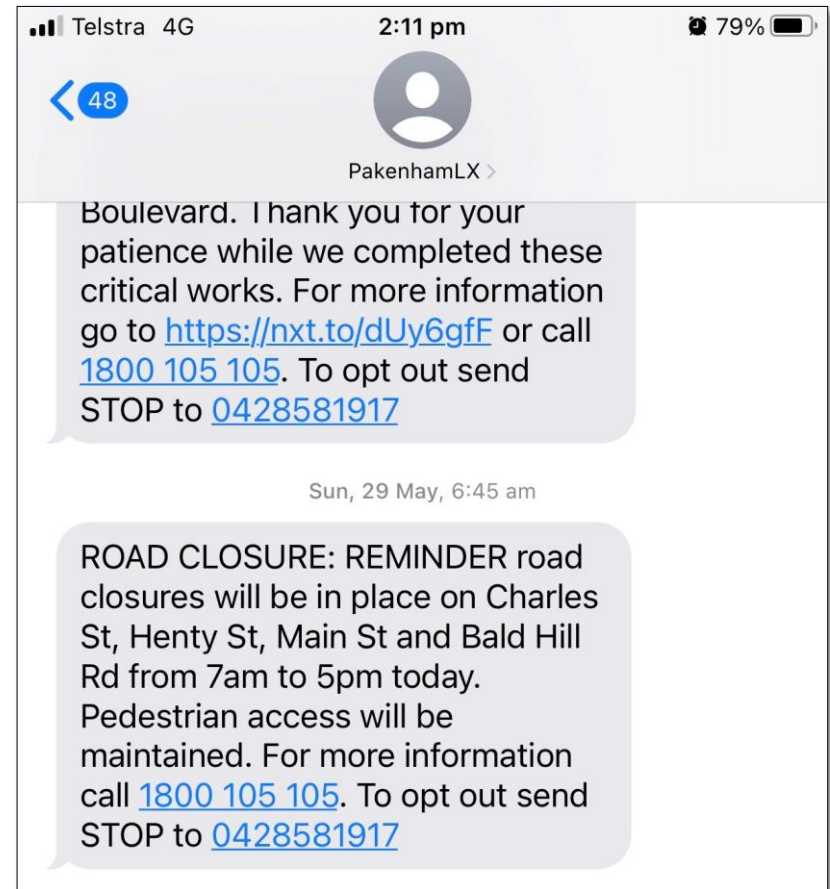 Telstra 4G 2:11 pm 79%
48
PakenhamLX
Boulevard. Thank you for your
patience while we completed these
critical works. For more information
go to https://nxt.to/dUy6gfF or call
1800 105 105. To opt out send
STOP to 0428581917
Sun, 29 May, 6:45 am
ROAD CLOSURE: REMINDER road
closures will be in place on Charles
St, Henty St, Main St and Bald Hill
Rd from 7am to 5pm today.
Pedestrian access will be
maintained. For more information
call 1800 105 105. To opt out send
STOP to 0428581917